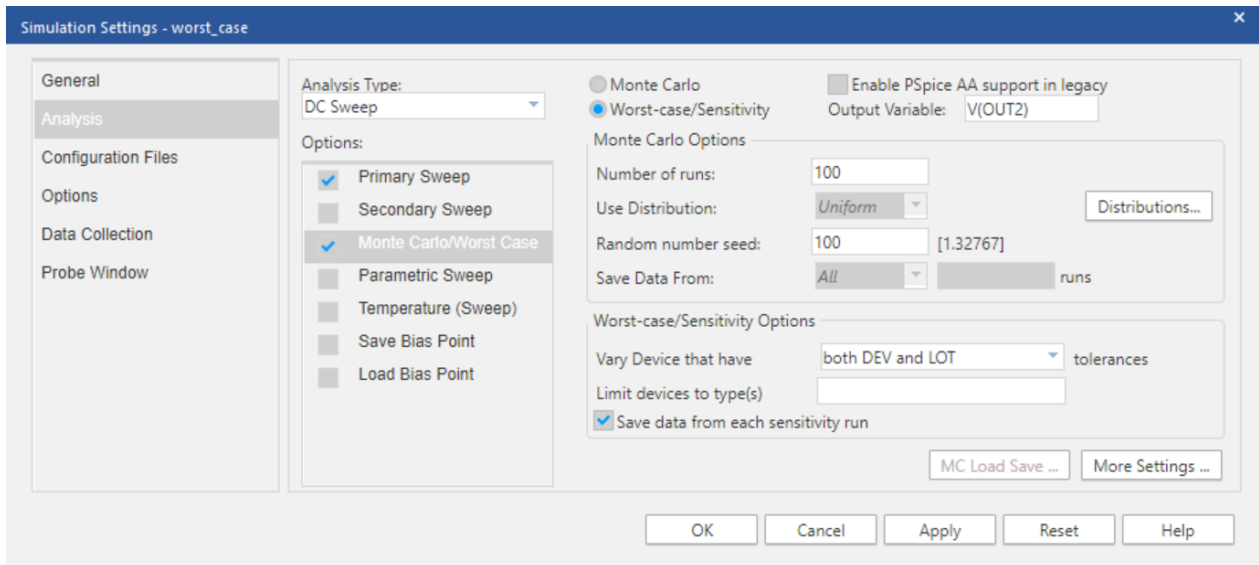 Simulation Settings - worst_case
×
General
Analysis
Configuration Files
Options
Data Collection
Probe Window
Analysis Type:
DC Sweep
Options:
Primary Sweep
Secondary Sweep
Monte Carlo/Worst Case
Parametric Sweep
Temperature (Sweep)
Save Bias Point
Load Bias Point
Monte Carlo
Enable PSpice AA support in legacy
Worst-case/Sensitivity
Output Variable: V(OUT2)
Monte Carlo Options
Number of runs: 100
Use Distribution: Uniform Distributions...
Random number seed: 100 [1.32767]
Save Data From: All runs
Worst-case/Sensitivity Options
Vary Device that have both DEV and LOT tolerances
Limit devices to type(s)
Save data from each sensitivity run
MC Load Save ... More Settings ...
OK Cancel Apply Reset Help